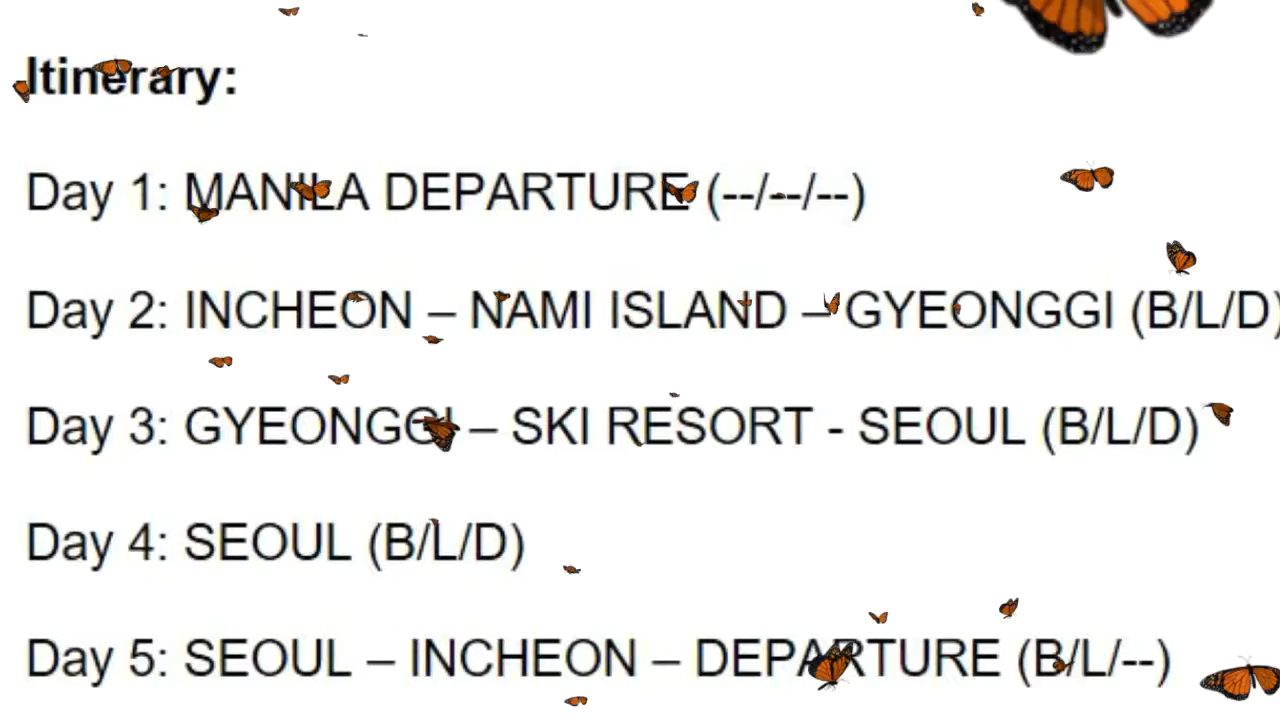 Itinerary:
Day 1: MANILA DEPARTURE (--/--/--)
Day 2: INCHEON – NAMI ISLAND – GYEONGGI (B/L/D)
Day 3: GYEONGGI – SKI RESORT - SEOUL (B/L/D)
Day 4: SEOUL (B/L/D)
Day 5: SEOUL – INCHEON – DEPARTURE (B/L/--)